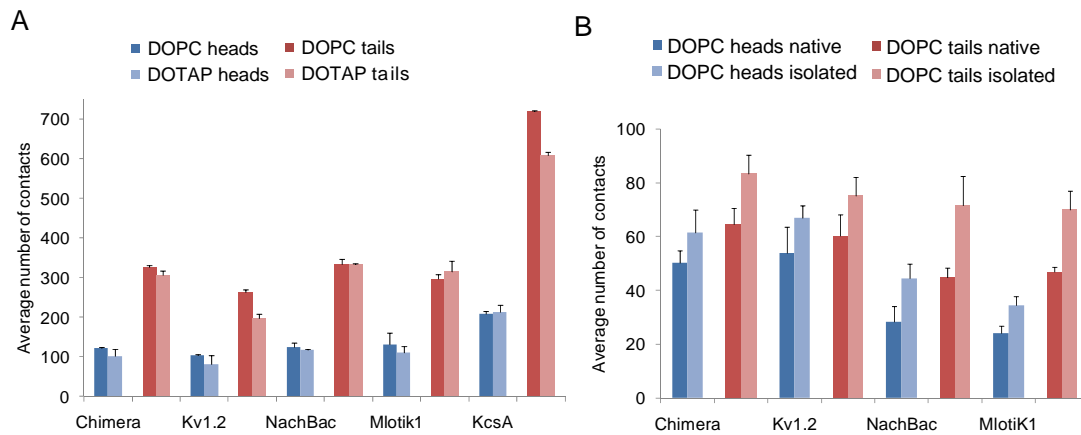 A
DOPC heads
DOPC tails
DOTAP heads
DOTAP tails
Average number of contacts
700
600
500
400
300
200
100
0
Chimera Kv1.2 NachBac Mlotik1 KcsA
B
DOPC heads native
DOPC tails native
DOPC heads isolated
DOPC tails isolated
Average number of contacts
100
80
60
40
20
0
Chimera Kv1.2 NachBac MlotiK1